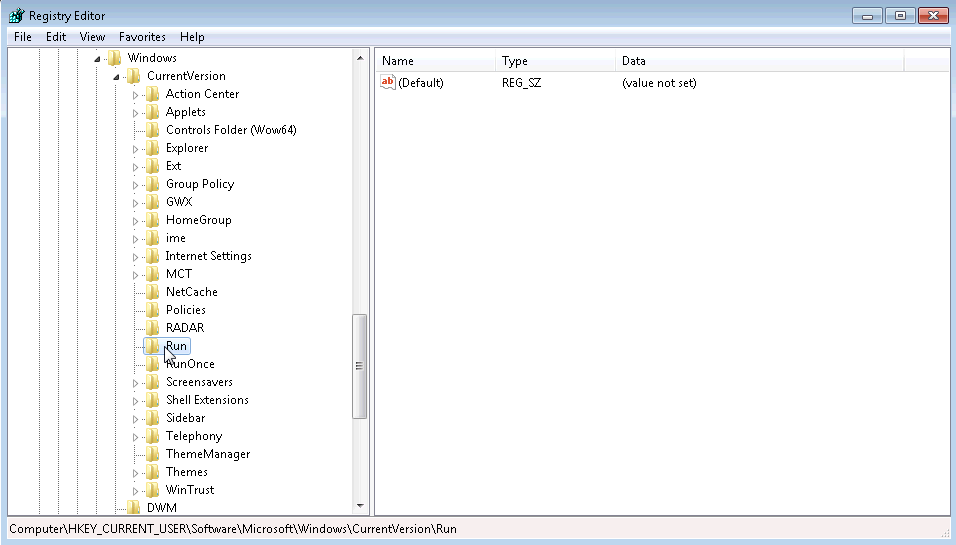 Registry Editor
File Edit View Favorites Help
Windows
CurrentVersion
Action Center
Applets
Controls Folder (Wow64)
Explorer
Ext
Group Policy
GWX
HomeGroup
ime
Internet Settings
MCT
NetCache
Policies
RADAR
Run
RunOnce
Screensavers
Shell Extensions
Sidebar
Telephony
ThemeManager
Themes
WinTrust
DWM
Name Type Data
ab (Default) REG_SZ (value not set)
Computer\HKEY_CURRENT_USER\Software\Microsoft\Windows\CurrentVersion\Run